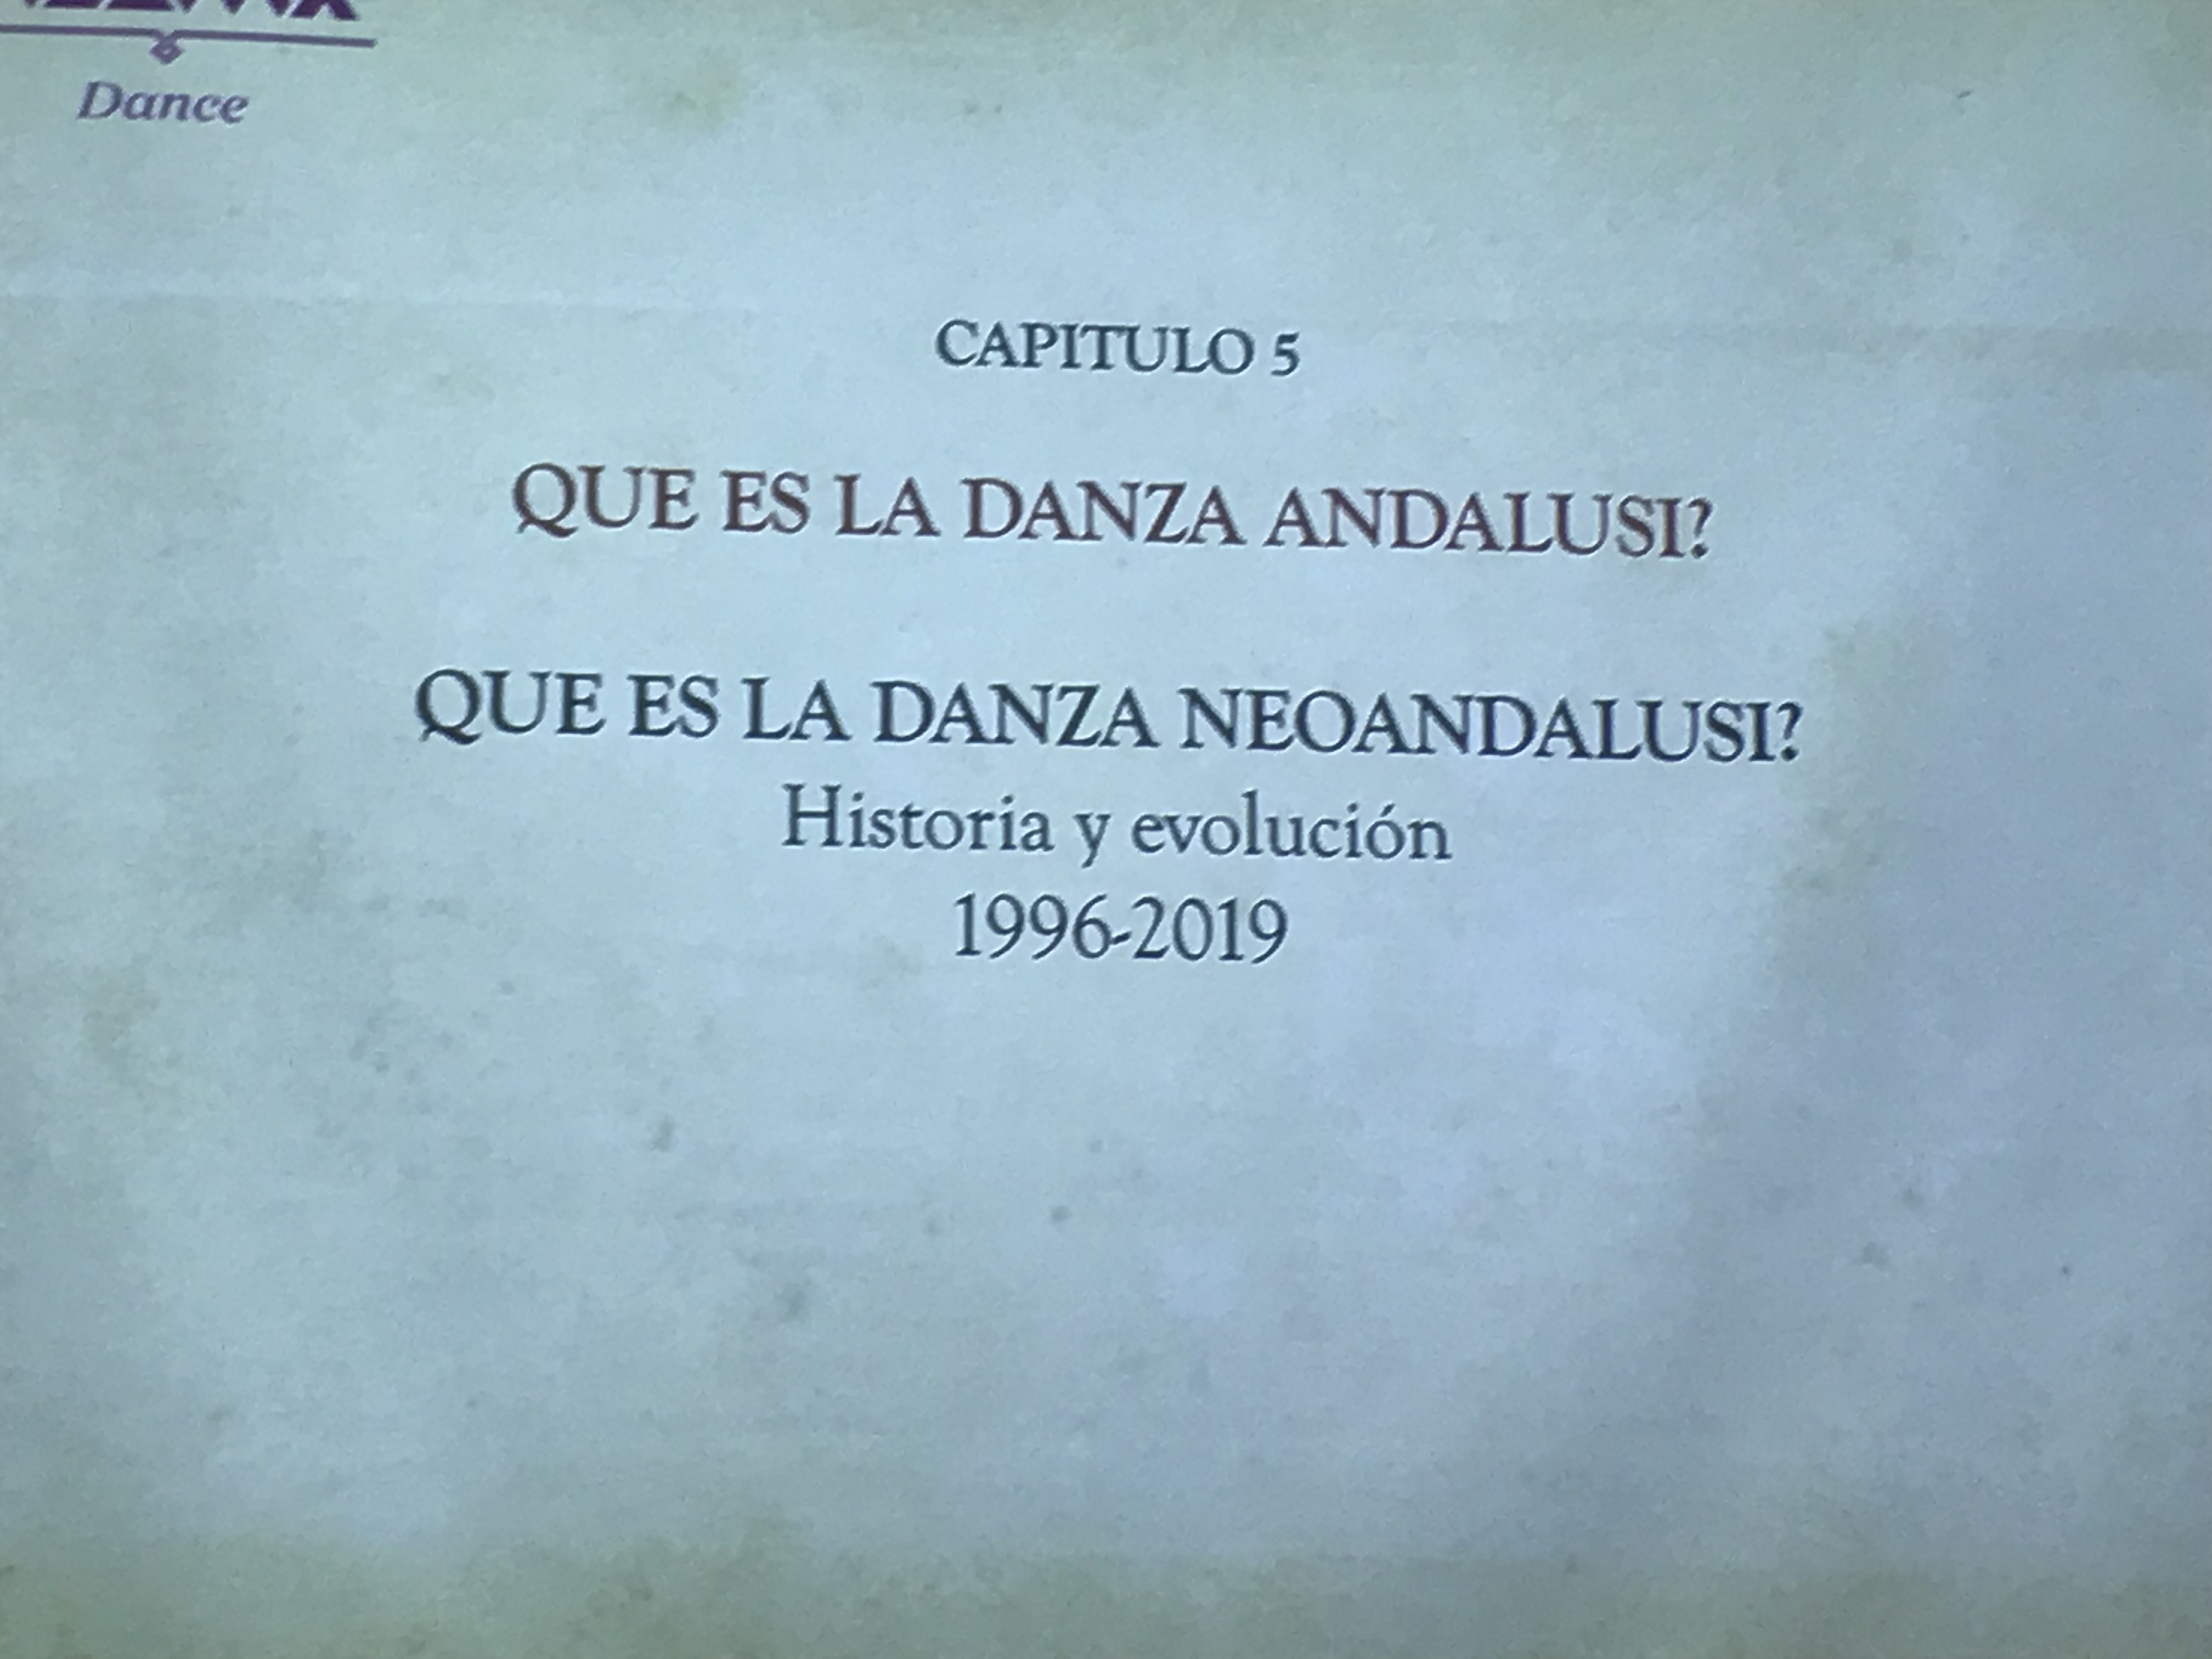 Dance
CAPITULO 5
QUE ES LA DANZA ANDALUSI?
QUE ES LA DANZA NEOANDALUSI?
Historia y evolución
1996-2019